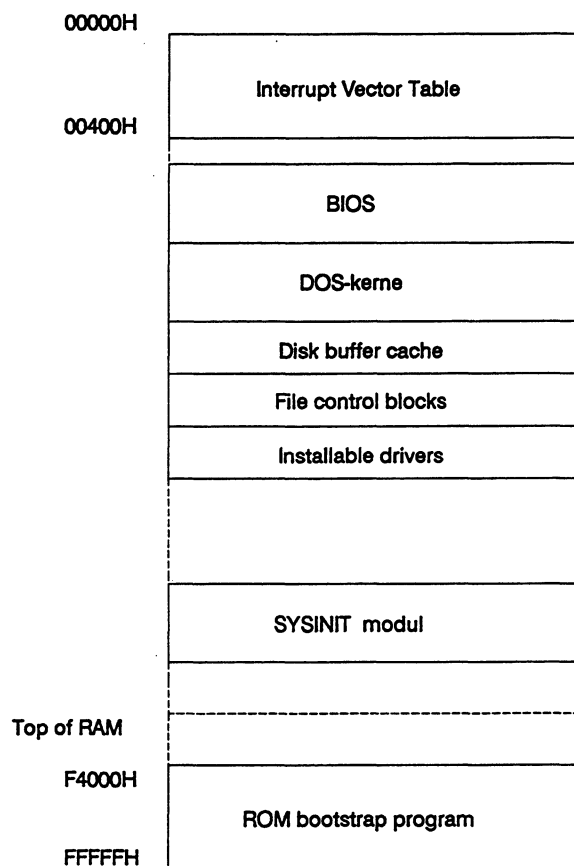 00000H
Interrupt Vector Table
00400H
BIOS
DOS-kerne
Disk buffer cache
File control blocks
Installable drivers
SYSINIT modul
Top of RAM
F4000H
ROM bootstrap program
FFFFFH